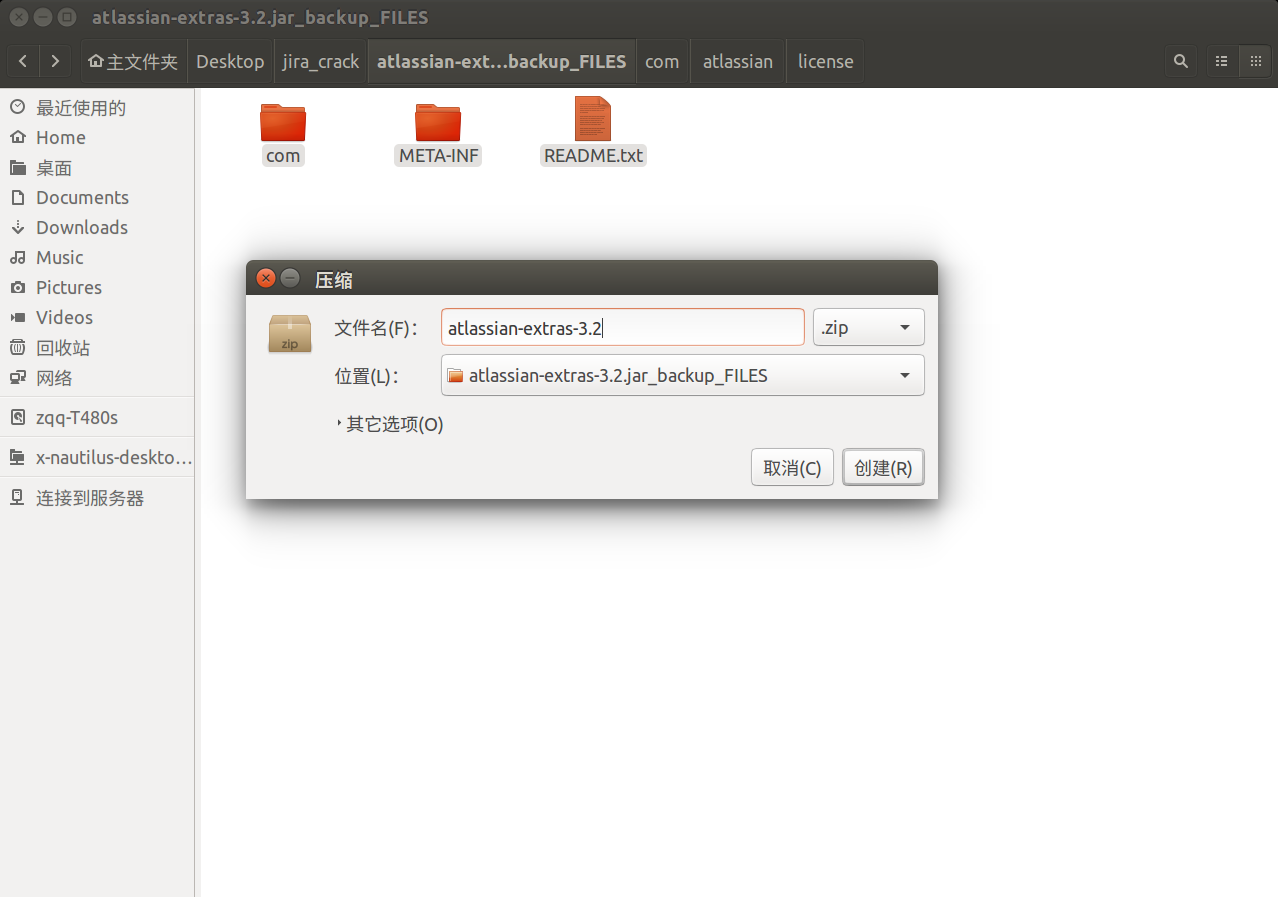 atlassian-extras-3.2.jar_backup_FILES
主文件夹 Desktop jira_crack atlassian-ext...backup_FILES com atlassian license
最近使用的
Home
桌面
Documents
Downloads
Music
Pictures
Videos
回收站
网络
zqq-T480s
x-nautilus-deskto...
连接到服务器
com META-INF README.txt
压缩
zip
文件名(F)： atlassian-extras-3.2 .zip
位置(L)： atlassian-extras-3.2.jar_backup_FILES
其它选项(O)
取消(C) 创建(R)